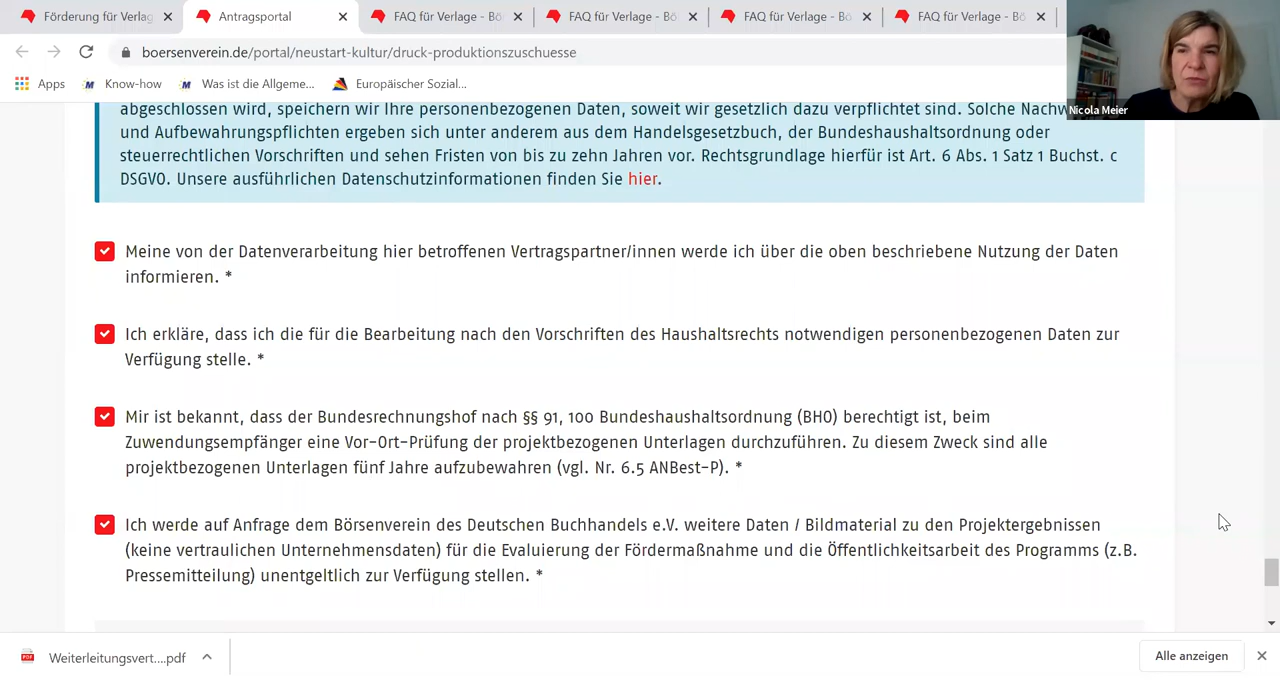 Förderung für Verlag
Antragsportal
FAQ für Verlage - Bö
FAQ für Verlage - Bö
FAQ für Verlage - Bö
FAQ für Verlage - Bö
boersenverein.de/portal/neustart-kultur/druck-produktionszuschuesse
Apps
Know-how
Was ist die Allgeme...
Europäischer Sozial...
Nicola Meier
abgeschlossen wird, speichern wir Ihre personenbezogenen Daten, soweit wir gesetzlich dazu verpflichtet sind. Solche Nachw
und Aufbewahrungspflichten ergeben sich unter anderem aus dem Handelsgesetzbuch, der Bundeshaushaltsordnung oder
steuerrechtlichen Vorschriften und sehen Fristen von bis zu zehn Jahren vor. Rechtsgrundlage hierfür ist Art. 6 Abs. 1 Satz 1 Buchst. c
DSGVO. Unsere ausführlichen Datenschutzinformationen finden Sie hier.
Meine von der Datenverarbeitung hier betroffenen Vertragspartner/innen werde ich über die oben beschriebene Nutzung der Daten
informieren. *
Ich erkläre, dass ich die für die Bearbeitung nach den Vorschriften des Haushaltsrechts notwendigen personenbezogenen Daten zur
Verfügung stelle. *
Mir ist bekannt, dass der Bundesrechnungshof nach §§ 91, 100 Bundeshaushaltsordnung (BHO) berechtigt ist, beim
Zuwendungsempfänger eine Vor-Ort-Prüfung der projektbezogenen Unterlagen durchzuführen. Zu diesem Zweck sind alle
projektbezogenen Unterlagen fünf Jahre aufzubewahren (vgl. Nr. 6.5 ANBest-P). *
Ich werde auf Anfrage dem Börsenverein des Deutschen Buchhandels e.V. weitere Daten / Bildmaterial zu den Projektergebnissen
(keine vertraulichen Unternehmensdaten) für die Evaluierung der Fördermaßnahme und die Öffentlichkeitsarbeit des Programms (z.B.
Pressemitteilung) unentgeltlich zur Verfügung stellen. *
Weiterleitungsvert....pdf
Alle anzeigen